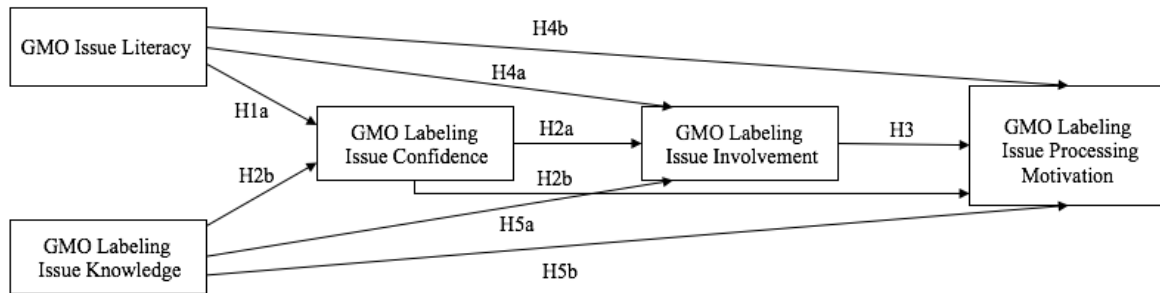 H4b
GMO Issue Literacy
H4a
H1a
GMO Labeling
Issue Confidence
H2a
GMO Labeling
Issue Involvement
H3
GMO Labeling
Issue Processing
Motivation
H2b
H2b
H5a
GMO Labeling
Issue Knowledge
H5b